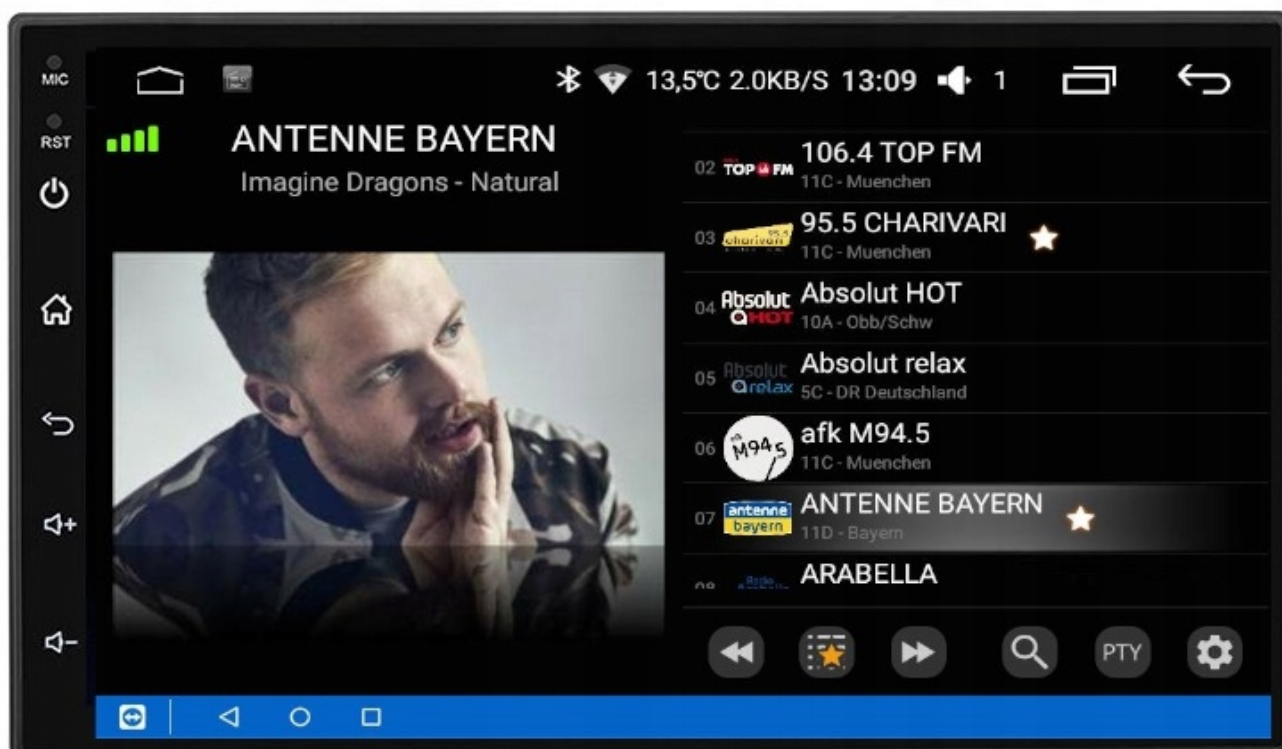 MIC
RST
13,5°C 2.0KB/S 13:09 1
ANTENNE BAYERN
Imagine Dragons - Natural
02 TOP FM 106.4 TOP FM
11C - Muenchen
03 95.5 charivari 95.5 CHARIVARI
11C - Muenchen
04 Absolut HOT Absolut HOT
10A - Obb/Schw
05 Absolut relax Absolut relax
5C - DR Deutschland
06 M94.5 afk M94.5
11C - Muenchen
07 antenne bayern ANTENNE BAYERN
11D - Bayern
ARABELLA
PTY